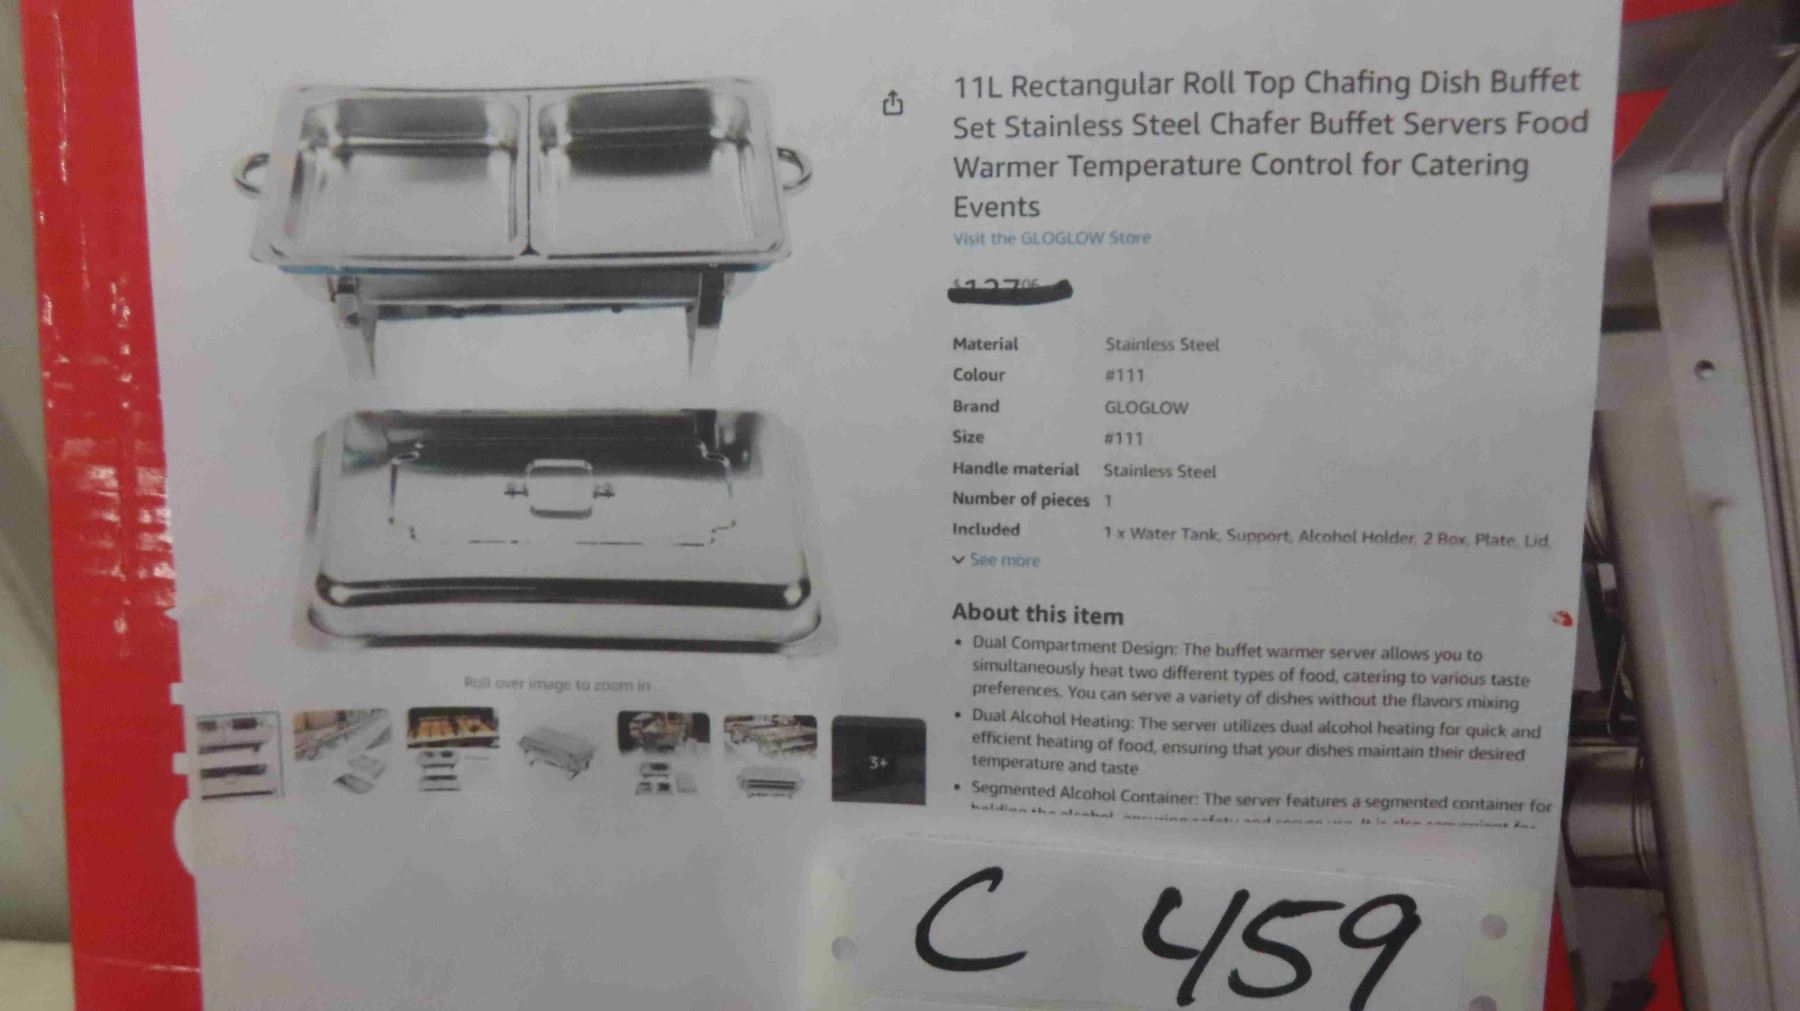 11L Rectangular Roll Top Chafing Dish Buffet
Set Stainless Steel Chafer Buffet Servers Food
Warmer Temperature Control for Catering
Events
Visit the GLOGLOW Store
Material Stainless Steel
Colour #111
Brand GLOGLOW
Size #111
Handle material Stainless Steel
Number of pieces 1
Included 1 x Water Tank, Support, Alcohol Holder, 2 Box, Plate, Lid,
See more
About this item
• Dual Compartment Design: The buffet warmer server allows you to
simultaneously heat two different types of food, catering to various taste
preferences. You can serve a variety of dishes without the flavors mixing
• Dual Alcohol Heating: The server utilizes dual alcohol heating for quick and
efficient heating of food, ensuring that your dishes maintain their desired
temperature and taste
• Segmented Alcohol Container: The server features a segmented container for
holding the alcohol, ensuring safety and
Roll over image to zoom in
3+
C 459